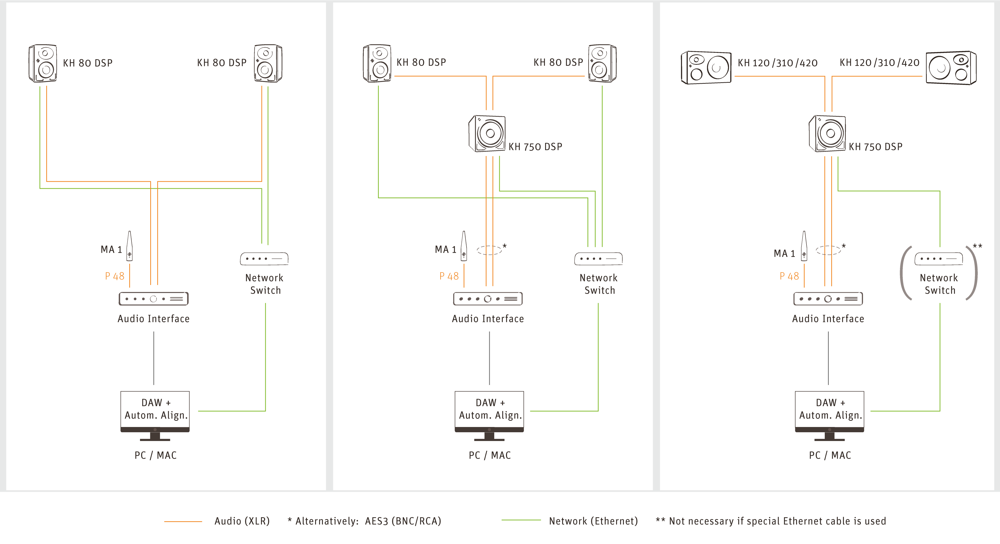 KH 80 DSP
KH 80 DSP
MA 1
P 48
Network
Switch
Audio Interface
DAW +
Autom. Align.
PC / MAC
KH 80 DSP
KH 80 DSP
KH 750 DSP
MA 1
*
P 48
Network
Switch
Audio Interface
DAW +
Autom. Align.
PC / MAC
KH 120 /310 /420
KH 120 /310 /420
KH 750 DSP
MA 1
*
**
P 48
Network
Switch
Audio Interface
DAW +
Autom. Align.
PC / MAC
Audio (XLR) * Alternatively: AES3 (BNC/RCA) Network (Ethernet) ** Not necessary if special Ethernet cable is used